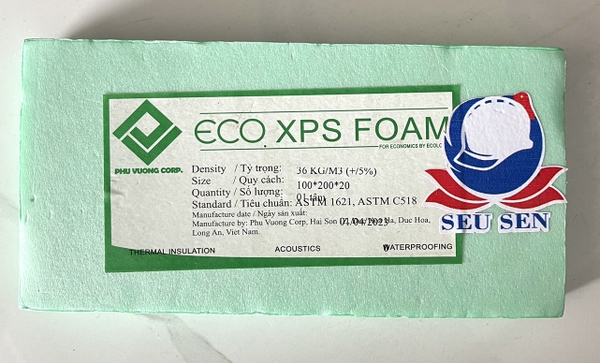 ECO XPS FOAM
FOR ECONOMICS BY
PHU VUONG CORP.
Density / Tỷ trọng: 36 KG/M3 (+/5%)
Size / Quy cách: 100*200*20
Quantity / Số lượng: 01 tấm
Standard / Tiêu chuẩn: ASTM 1621, ASTM C518
Manufacture date / Ngày sản xuất:
Manufacture by: Phu Vuong Corp, Hai Son Hoa, Duc Hoa,
Long An, Viet Nam.
THERMAL INSULATION ACOUSTICS WATERPROOFING
SEU SEN